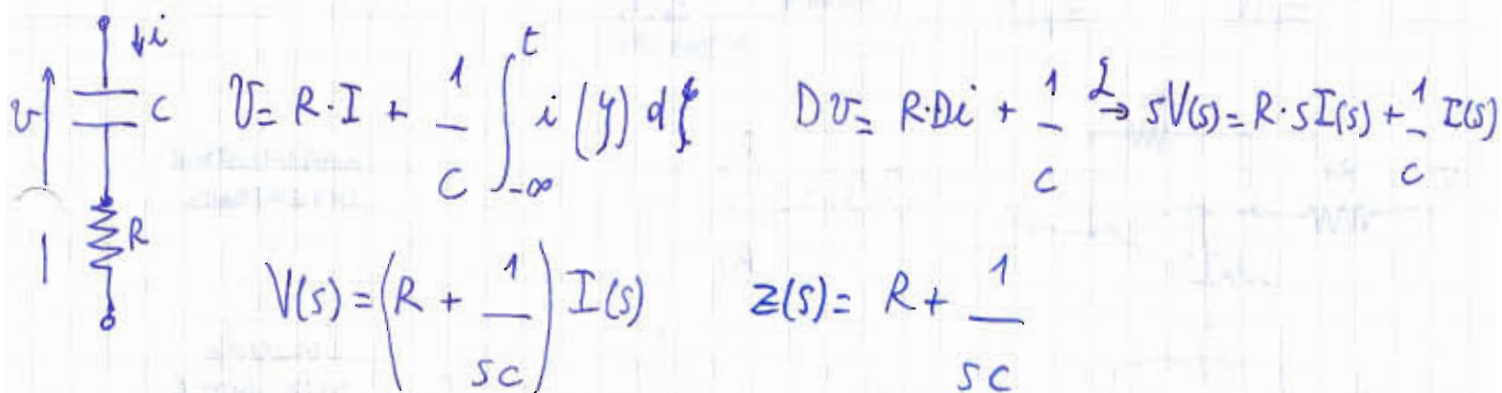 ↓i
v C v = R·I + 1/C ∫_{-∞}^{t} i(y) dξ Dv = R·Di + 1/C ℒ→ sV(s) = R·sI(s) + 1/C I(s)
R
V(s) = (R + 1/sC) I(s) z(s) = R + 1/sC